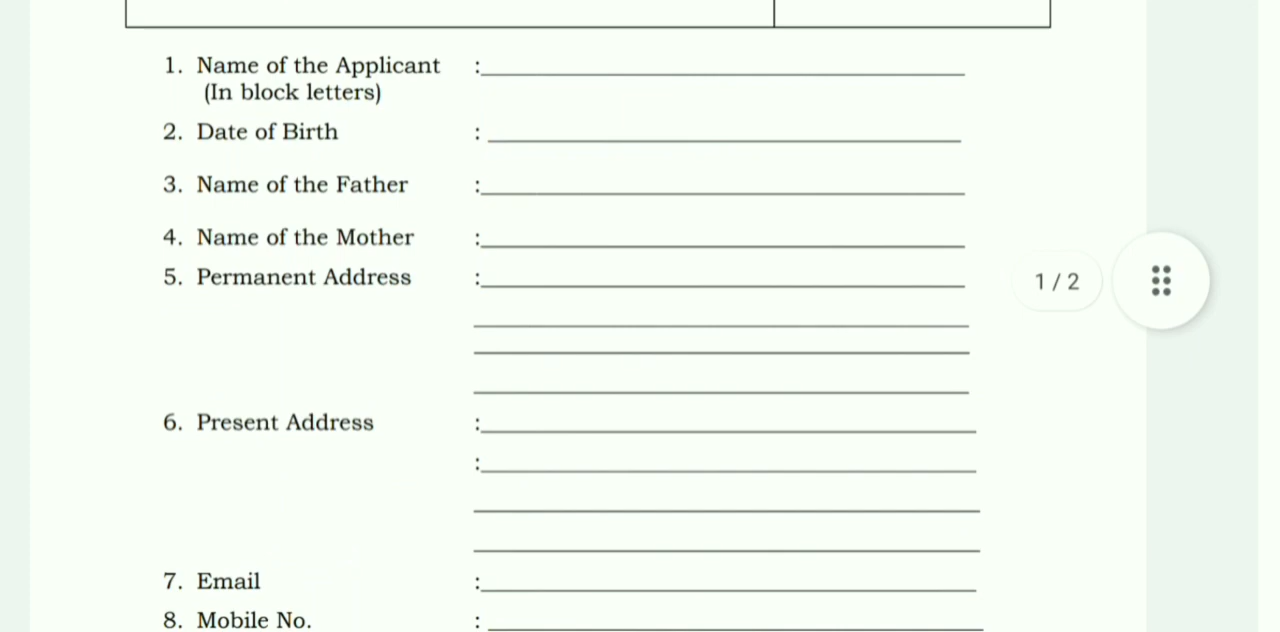 1. Name of the Applicant :
(In block letters)
2. Date of Birth :
3. Name of the Father :
4. Name of the Mother :
5. Permanent Address :
6. Present Address :
:
7. Email :
8. Mobile No. :
1 / 2